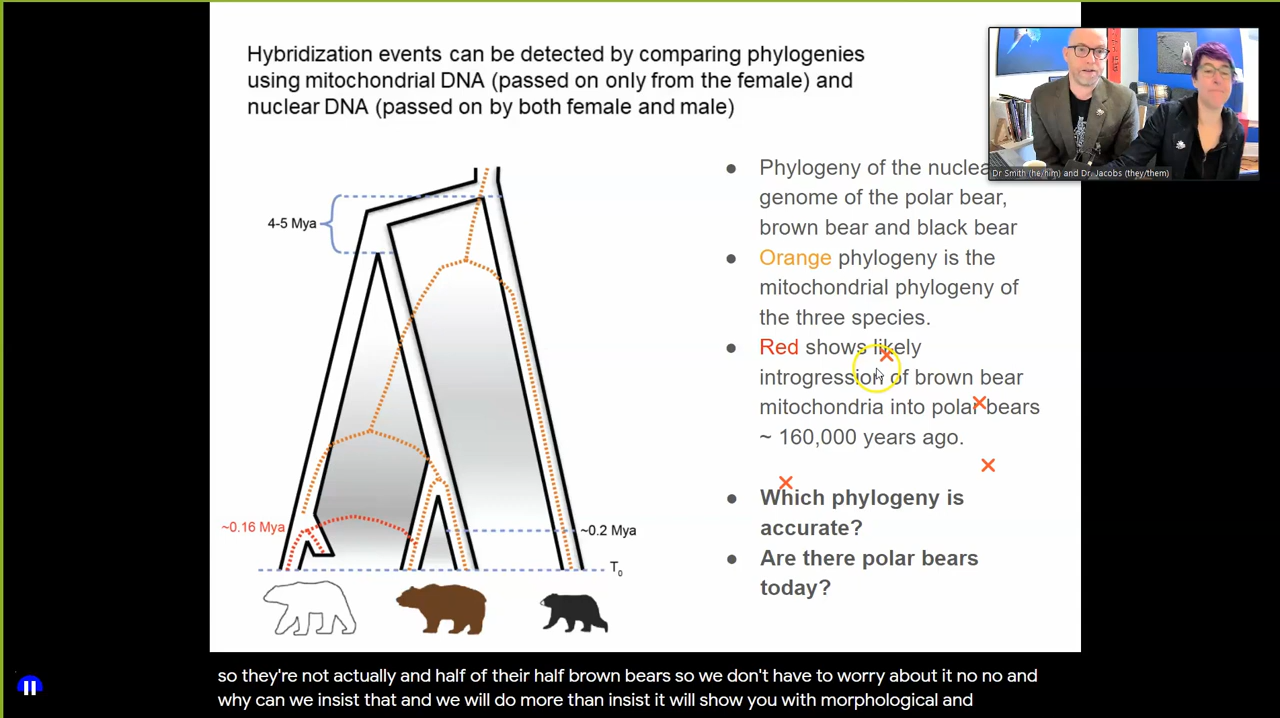 Hybridization events can be detected by comparing phylogenies
using mitochondrial DNA (passed on only from the female) and
nuclear DNA (passed on by both female and male)
Dr Smith (he/him) and Dr. Jacobs (they/them)
4-5 Mya
~0.16 Mya
~0.2 Mya
T0
● Phylogeny of the nuclea
genome of the polar bear,
brown bear and black bear
● Orange phylogeny is the
mitochondrial phylogeny of
the three species.
● Red shows likely
introgression of brown bear
mitochondria into polar bears
~ 160,000 years ago.
● Which phylogeny is
accurate?
● Are there polar bears
today?
so they're not actually and half of their half brown bears so we don't have to worry about it no no and
why can we insist that and we will do more than insist it will show you with morphological and